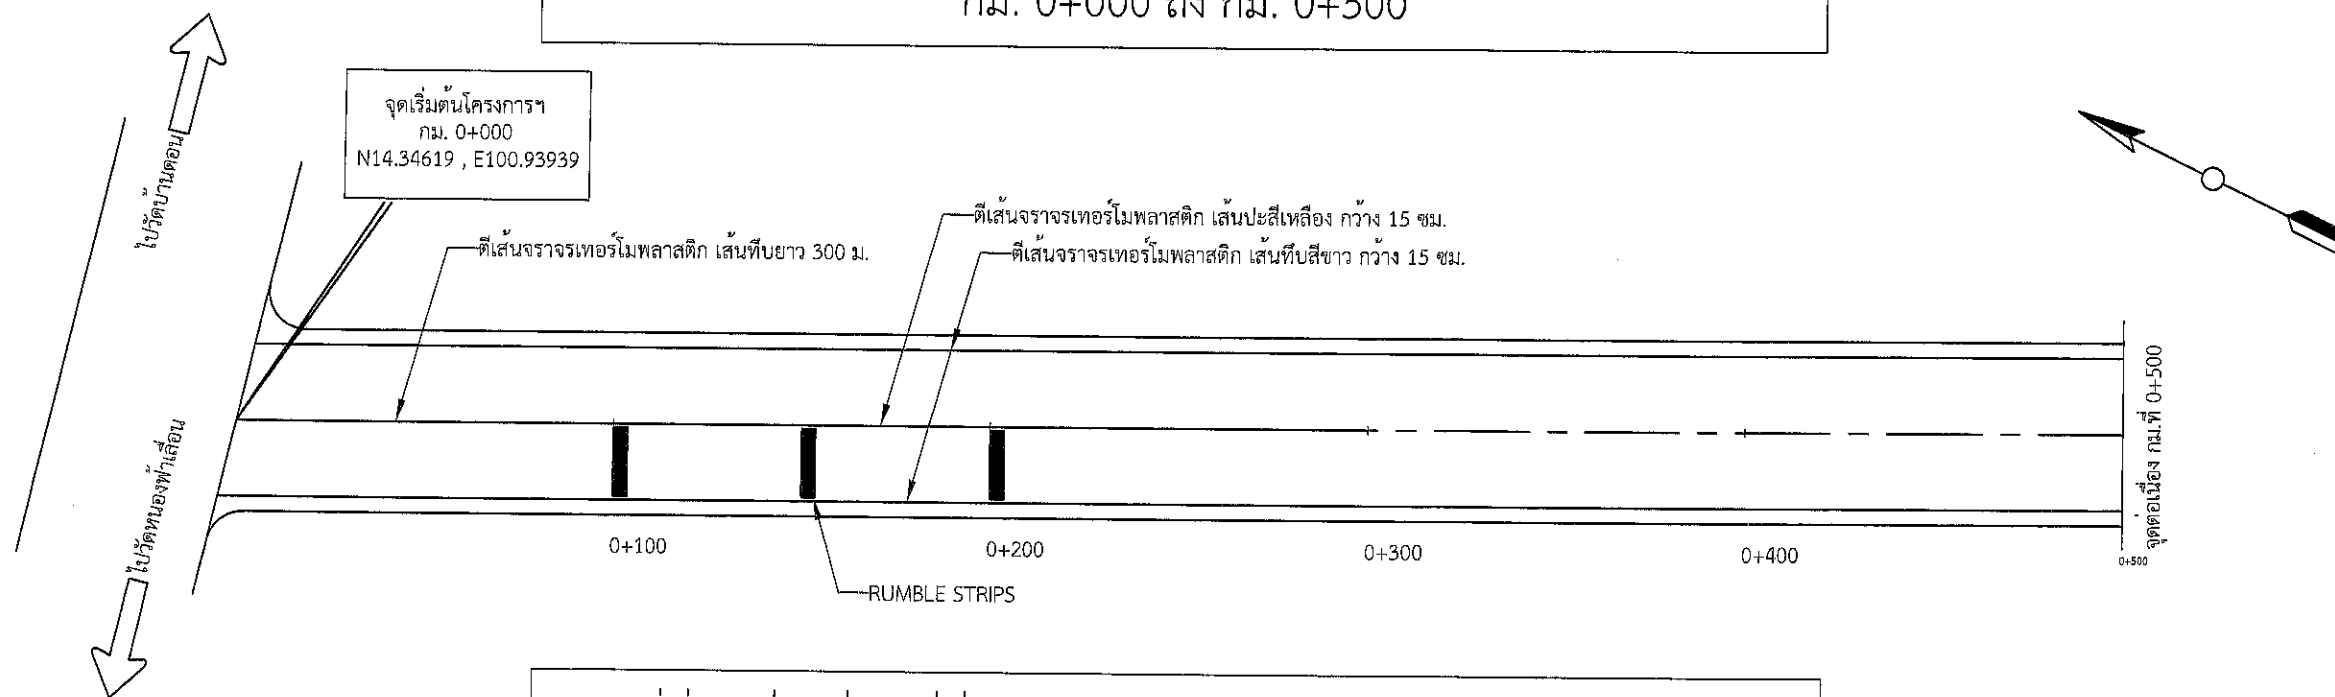 กม. 0+000 ถึง กม. 0+500
จุดเริ่มต้นโครงการฯ
กม. 0+000
N14.34619 , E100.93939
ไปวัดบ้านดอน
ตีเส้นจราจรเทอร์โมพลาสติก เส้นปะสีเหลือง กว้าง 15 ซม.
ตีเส้นจราจรเทอร์โมพลาสติก เส้นทึบยาว 300 ม.
ตีเส้นจราจรเทอร์โมพลาสติก เส้นทึบสีขาว กว้าง 15 ซม.
จุดต่อเนื่อง กม.ที่ 0+500
ไปวัดหนองฟ้าเลื่อน
0+100
0+200
0+300
0+400
0+500
RUMBLE STRIPS